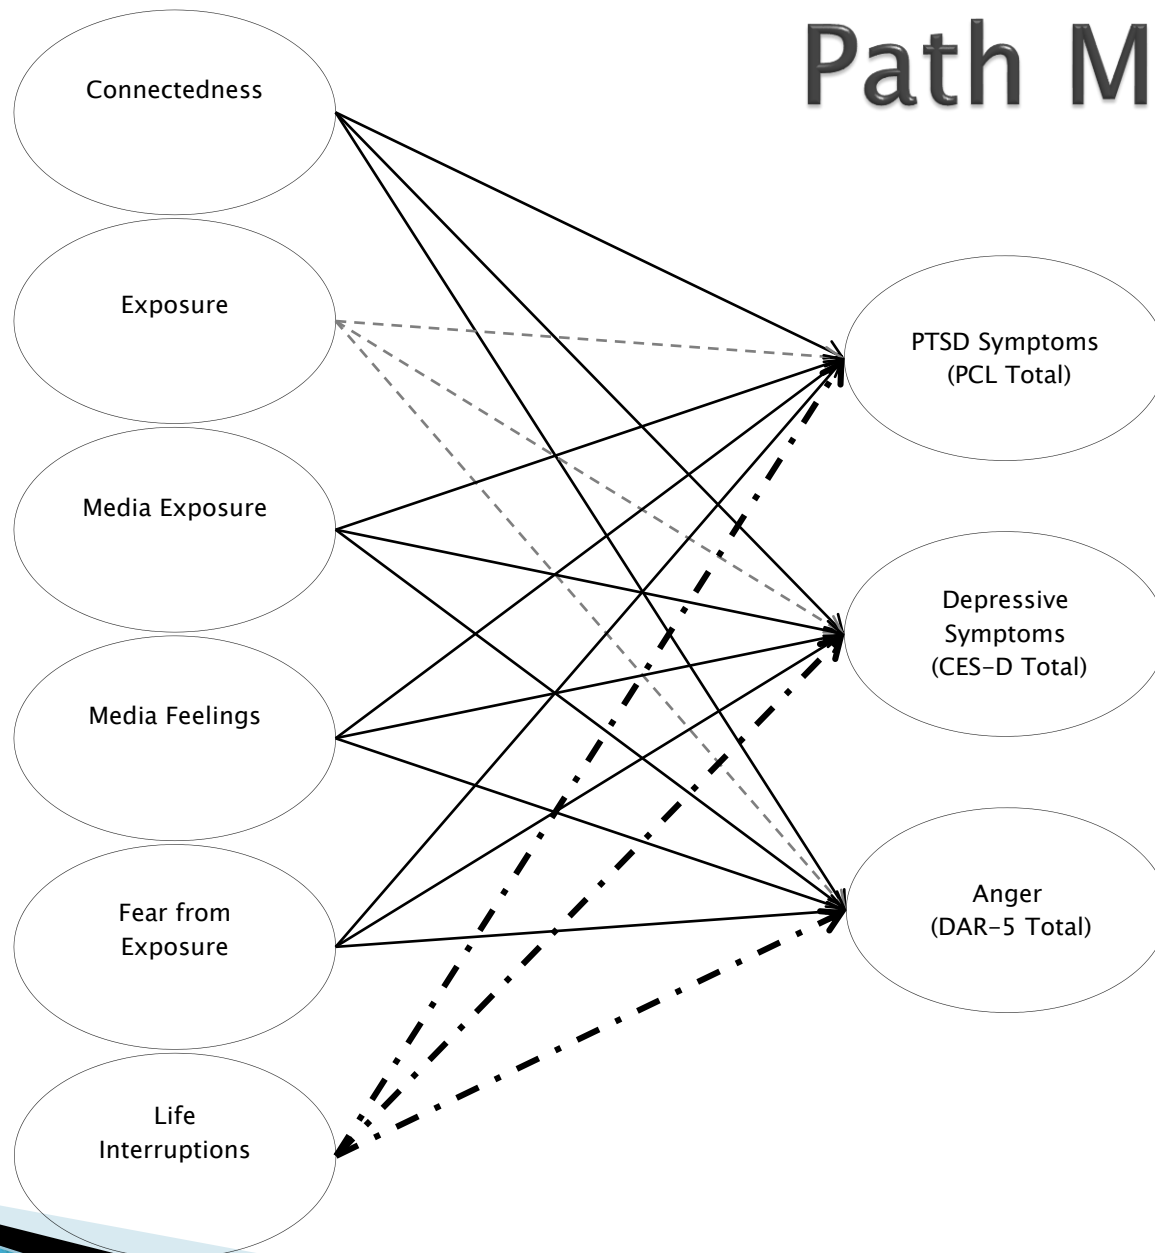 Path M
Connectedness
Exposure
Media Exposure
Media Feelings
Fear from
Exposure
Life
Interruptions
PTSD Symptoms
(PCL Total)
Depressive
Symptoms
(CES-D Total)
Anger
(DAR-5 Total)